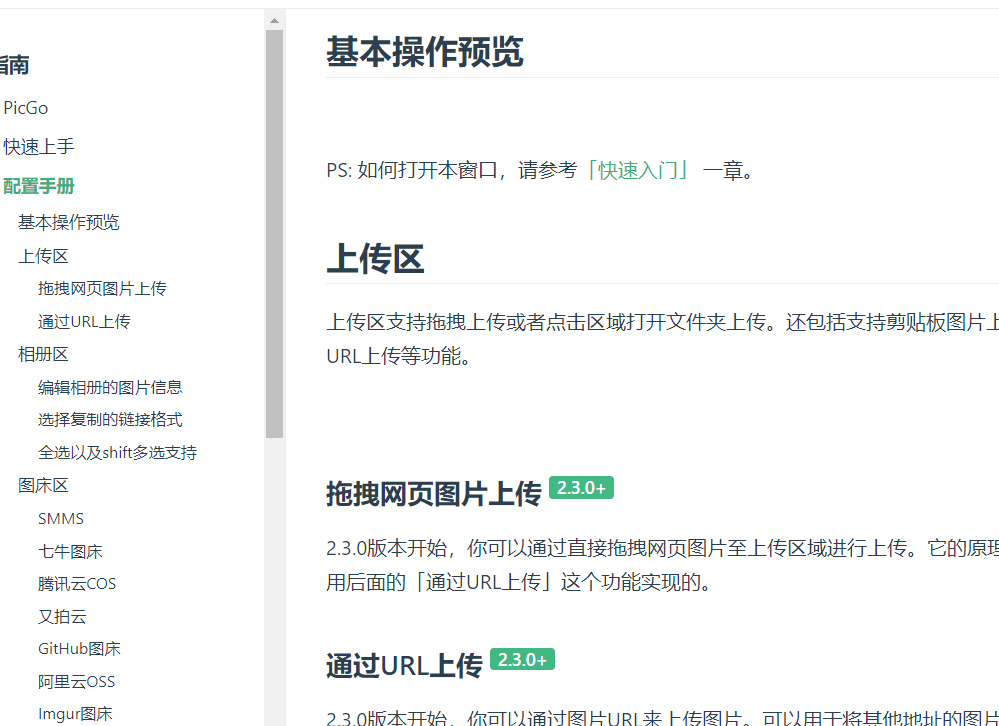 指南
PicGo
快速上手
配置手册
基本操作预览
上传区
拖拽网页图片上传
通过URL上传
相册区
编辑相册的图片信息
选择复制的链接格式
全选以及shift多选支持
图床区
SMMS
七牛图床
腾讯云COS
又拍云
GitHub图床
阿里云OSS
Imgur图床
基本操作预览
PS: 如何打开本窗口，请参考「快速入门」 一章。
上传区
上传区支持拖拽上传或者点击区域打开文件夹上传。还包括支持剪贴板图片上
URL上传等功能。
拖拽网页图片上传 2.3.0+
2.3.0版本开始，你可以通过直接拖拽网页图片至上传区域进行上传。它的原理
用后面的「通过URL上传」这个功能实现的。
通过URL上传 2.3.0+
2.3.0版本开始，你可以通过图片URL来上传图片。可以用于将其他地址的图片